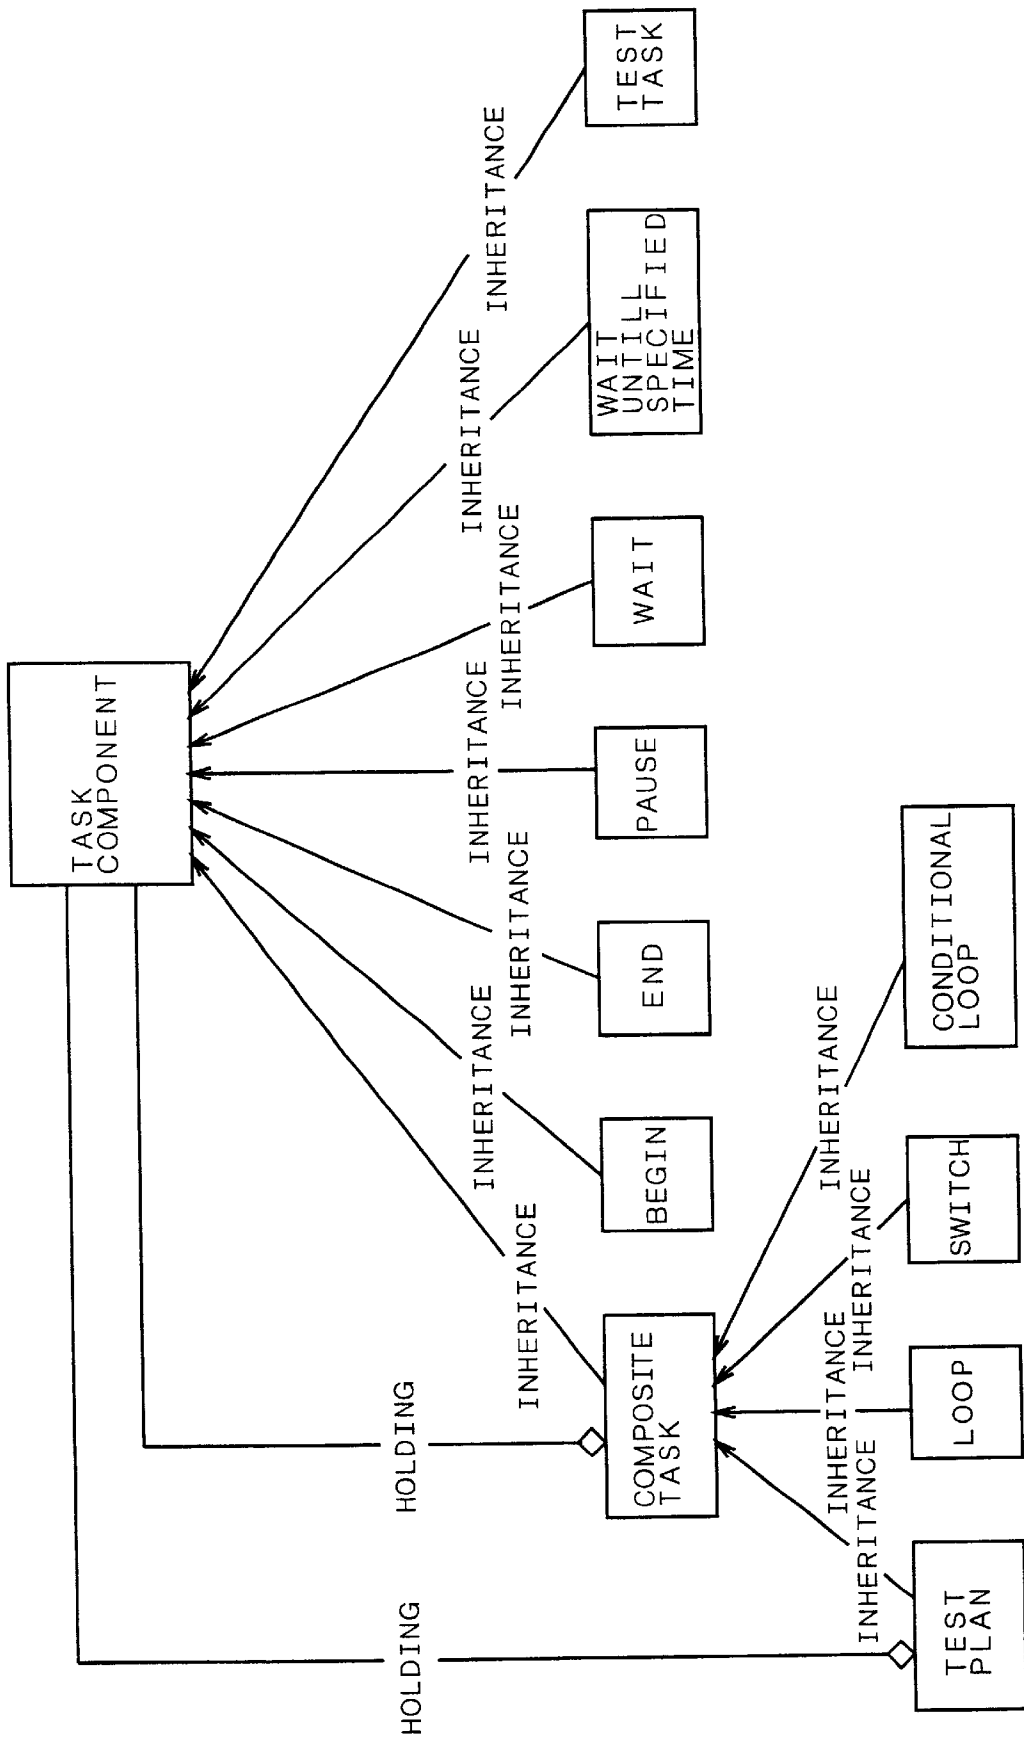 TASK
COMPONENT
HOLDING
HOLDING
INHERITANCE
INHERITANCE
INHERITANCE
INHERITANCE
INHERITANCE
INHERITANCE
INHERITANCE
COMPOSITE
TASK
BEGIN
END
PAUSE
WAIT
WAIT
UNTILL
SPECIFIED
TIME
TEST
TASK
INHERITANCE
INHERITANCE
INHERITANCE
INHERITANCE
TEST
PLAN
LOOP
SWITCH
CONDITIONAL
LOOP